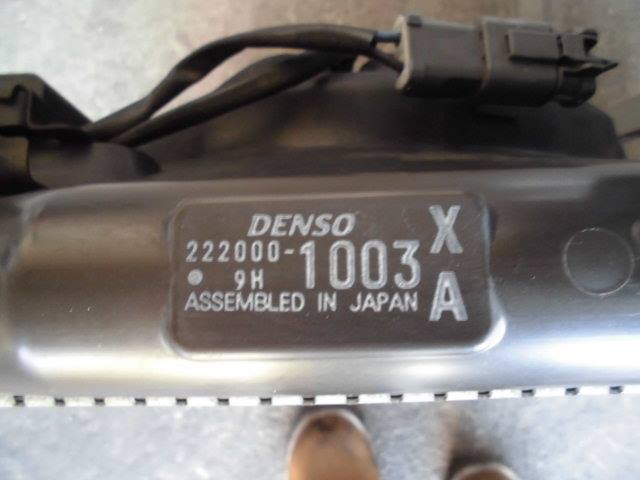 DENSO
222000-1003 X
9H A
ASSEMBLED IN JAPAN